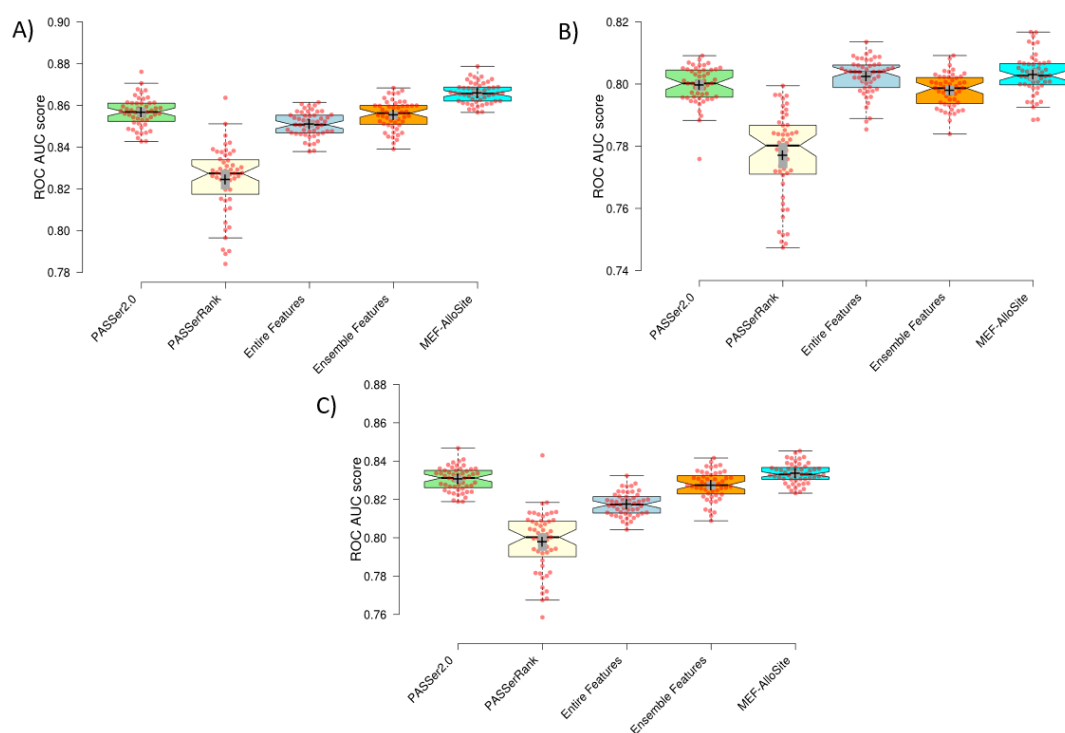 A)
ROC AUC score
0.90
0.88
0.86
0.84
0.82
0.80
0.78
PASSer2.0
PASSerRank
Entire Features
Ensemble Features
MEF-AlloSite
B)
ROC AUC score
0.82
0.80
0.78
0.76
0.74
PASSer2.0
PASSerRank
Entire Features
Ensemble Features
MEF-AlloSite
C)
ROC AUC score
0.88
0.86
0.84
0.82
0.80
0.78
0.76
PASSer2.0
PASSerRank
Entire Features
Ensemble Features
MEF-AlloSite